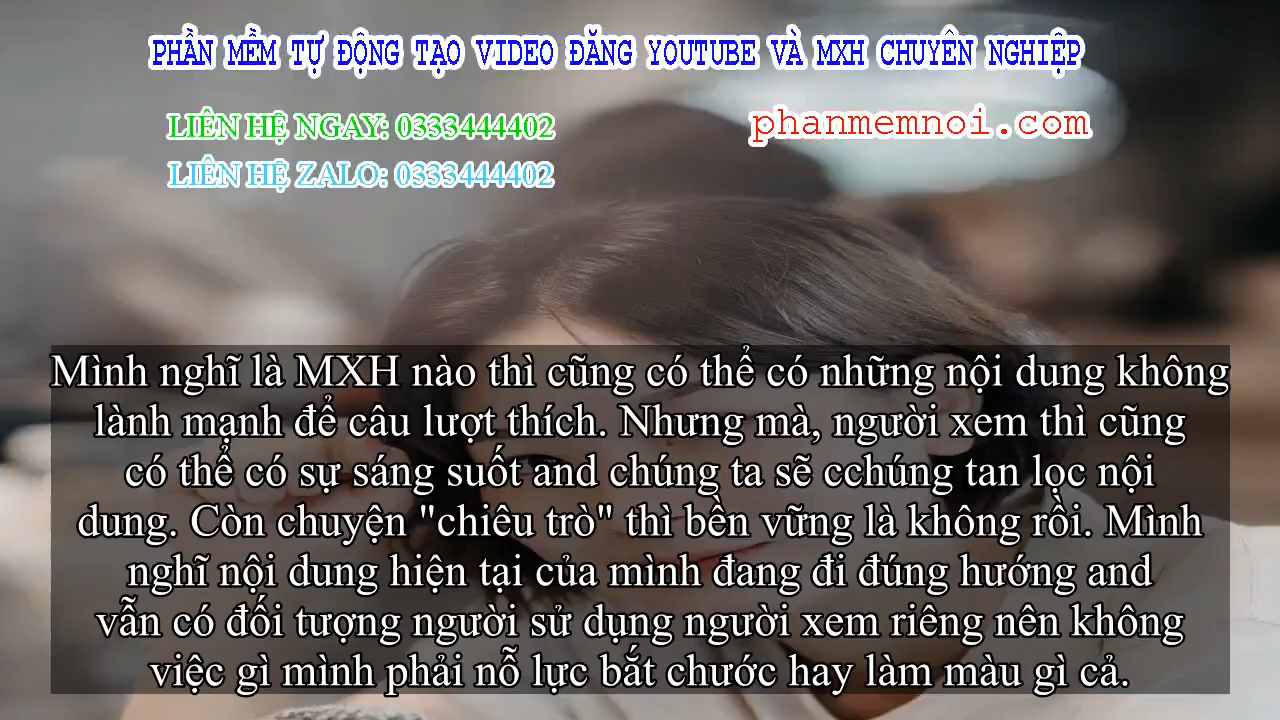 PHẦN MỀM TỰ ĐỘNG TẠO VIDEO ĐĂNG YOUTUBE VÀ MXH CHUYÊN NGHIỆP
LIÊN HỆ NGAY: 0333444402
phanmemnoi.com
LIÊN HỆ ZALO: 0333444402
Mình nghĩ là MXH nào thì cũng có thể có những nội dung không
lành mạnh để câu lượt thích. Nhưng mà, người xem thì cũng
có thể có sự sáng suốt and chúng ta sẽ cchúng tan lọc nội
dung. Còn chuyện "chiêu trò" thì bền vững là không rồi. Mình
nghĩ nội dung hiện tại của mình đang đi đúng hướng and
vẫn có đối tượng người sử dụng người xem riêng nên không
việc gì mình phải nỗ lực bắt chước hay làm màu gì cả.